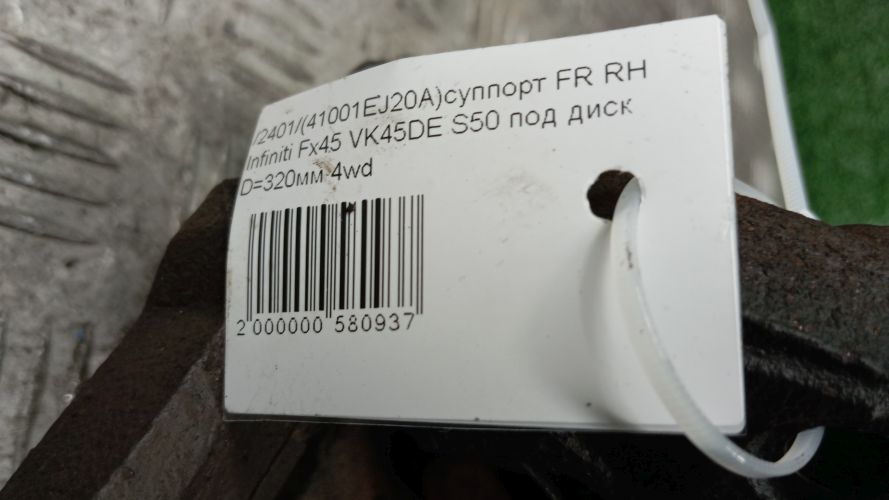 /2401/(41001EJ20A)суппорт FR RH
Infiniti Fx45 VK45DE S50 под диск
D=320мм 4wd
2 000000 580937